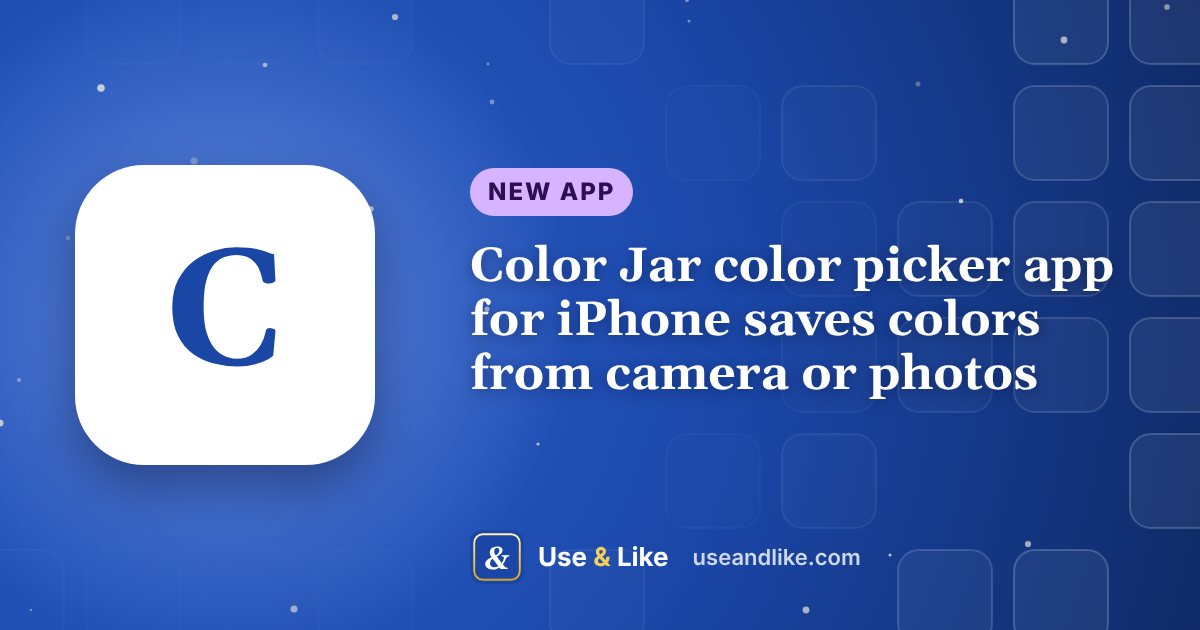 C
NEW APP
Color Jar color picker app
for iPhone saves colors
from camera or photos
& Use & Like useandlike.com